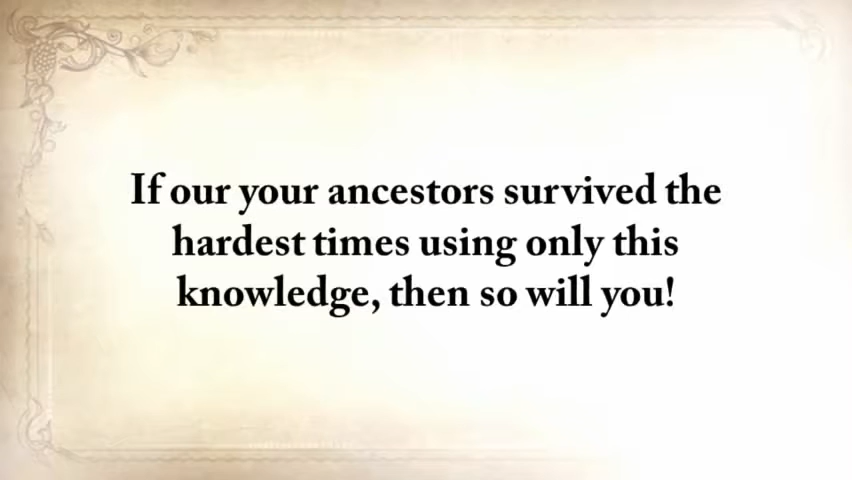 If our your ancestors survived the
hardest times using only this
knowledge, then so will you!